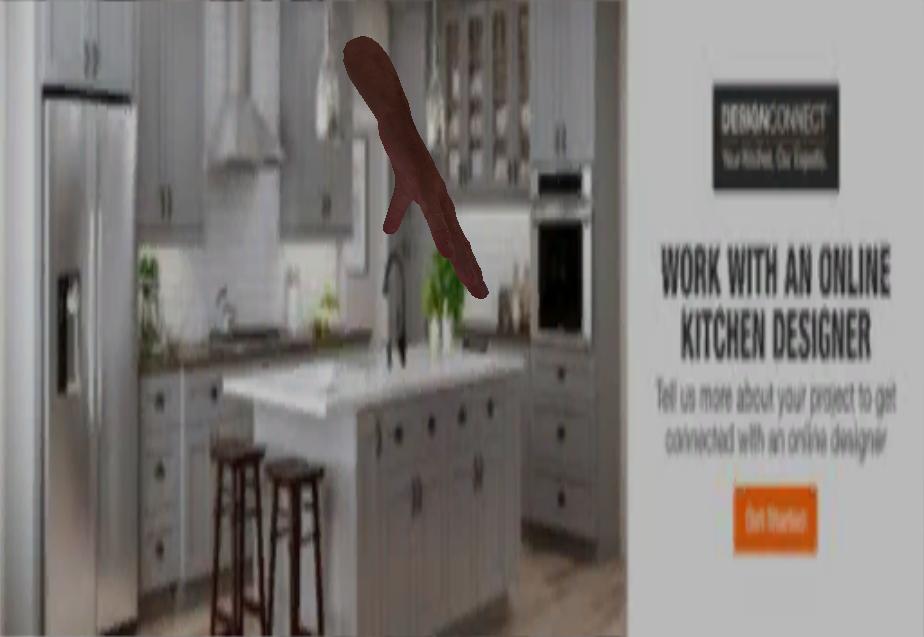 DESIGNCONNECT
Your Kitchen, Our Experts.
WORK WITH AN ONLINE
KITCHEN DESIGNER
Tell us more about your project to get
connected with an online designer
Get Started